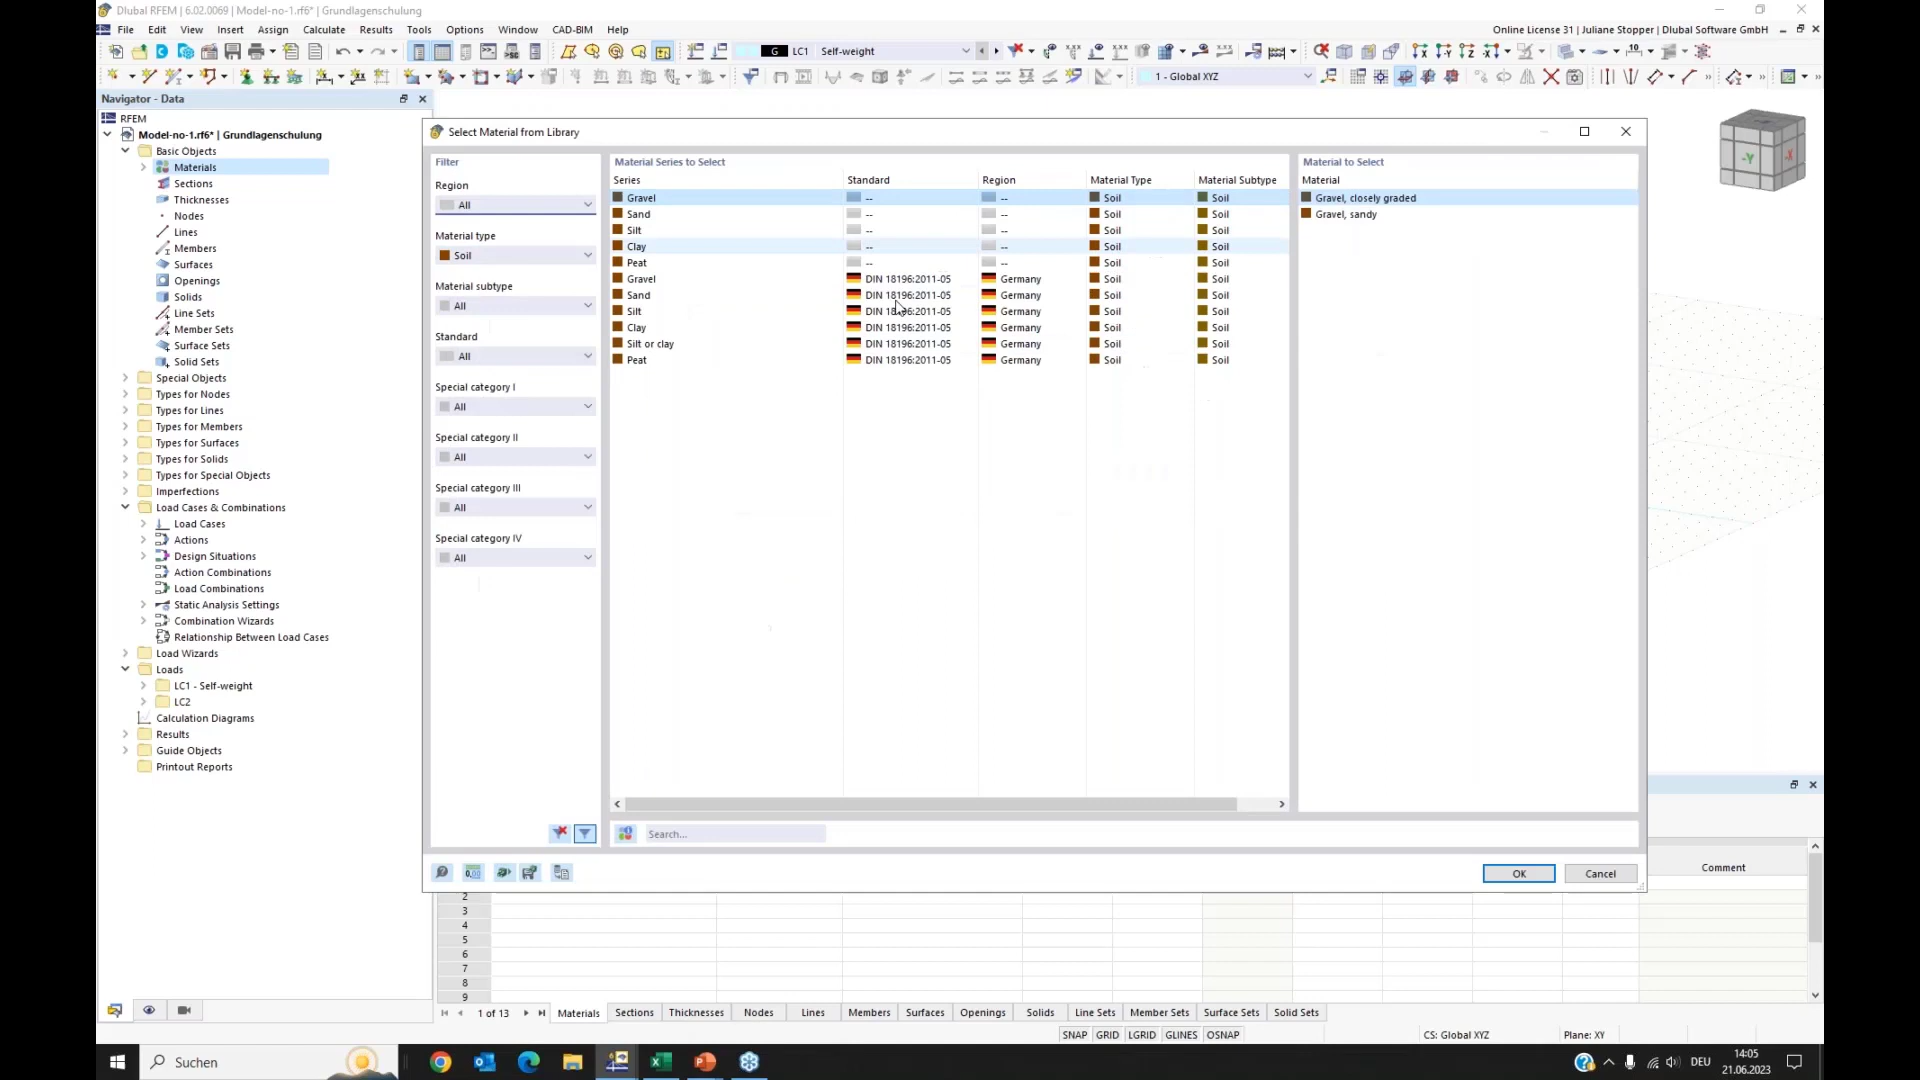 Dlubal RFEM | 6.02.0069 | Model-no-1.rf6* | Grundlagenschulung
File Edit View Insert Assign Calculate Results Tools Options Window CAD-BIM Help
Online License 31 | Juliane Stopper | Dlubal Software GmbH
G LC1 Self-weight
1 - Global XYZ
Navigator - Data
RFEM
Model-no-1.rf6* | Grundlagenschulung
Basic Objects
Materials
Sections
Thicknesses
Nodes
Lines
Members
Surfaces
Openings
Solids
Line Sets
Member Sets
Surface Sets
Solid Sets
Special Objects
Types for Nodes
Types for Lines
Types for Members
Types for Surfaces
Types for Solids
Types for Special Objects
Imperfections
Load Cases & Combinations
Load Cases
Actions
Design Situations
Action Combinations
Load Combinations
Static Analysis Settings
Combination Wizards
Relationship Between Load Cases
Load Wizards
Loads
LC1 - Self-weight
LC2
Calculation Diagrams
Results
Guide Objects
Printout Reports
Select Material from Library
Filter
Region
All
Material type
Soil
Material subtype
All
Standard
All
Special category I
All
Special category II
All
Special category III
All
Special category IV
All
Material Series to Select
Series Standard Region Material Type Material Subtype
Gravel -- -- Soil Soil
Sand -- -- Soil Soil
Silt -- -- Soil Soil
Clay -- -- Soil Soil
Peat -- -- Soil Soil
Gravel DIN 18196:2011-05 Germany Soil Soil
Sand DIN 18196:2011-05 Germany Soil Soil
Silt DIN 18196:2011-05 Germany Soil Soil
Clay DIN 18196:2011-05 Germany Soil Soil
Silt or clay DIN 18196:2011-05 Germany Soil Soil
Peat DIN 18196:2011-05 Germany Soil Soil
Search...
Material to Select
Material
Gravel, closely graded
Gravel, sandy
OK Cancel
-Y
-X
Comment
2
3
4
5
6
7
8
9
1 of 13 Materials Sections Thicknesses Nodes Lines Members Surfaces Openings Solids Line Sets Member Sets Surface Sets Solid Sets
SNAP GRID LGRID GLINES OSNAP CS: Global XYZ Plane: XY
Suchen
DEU
14:05
21.06.2023